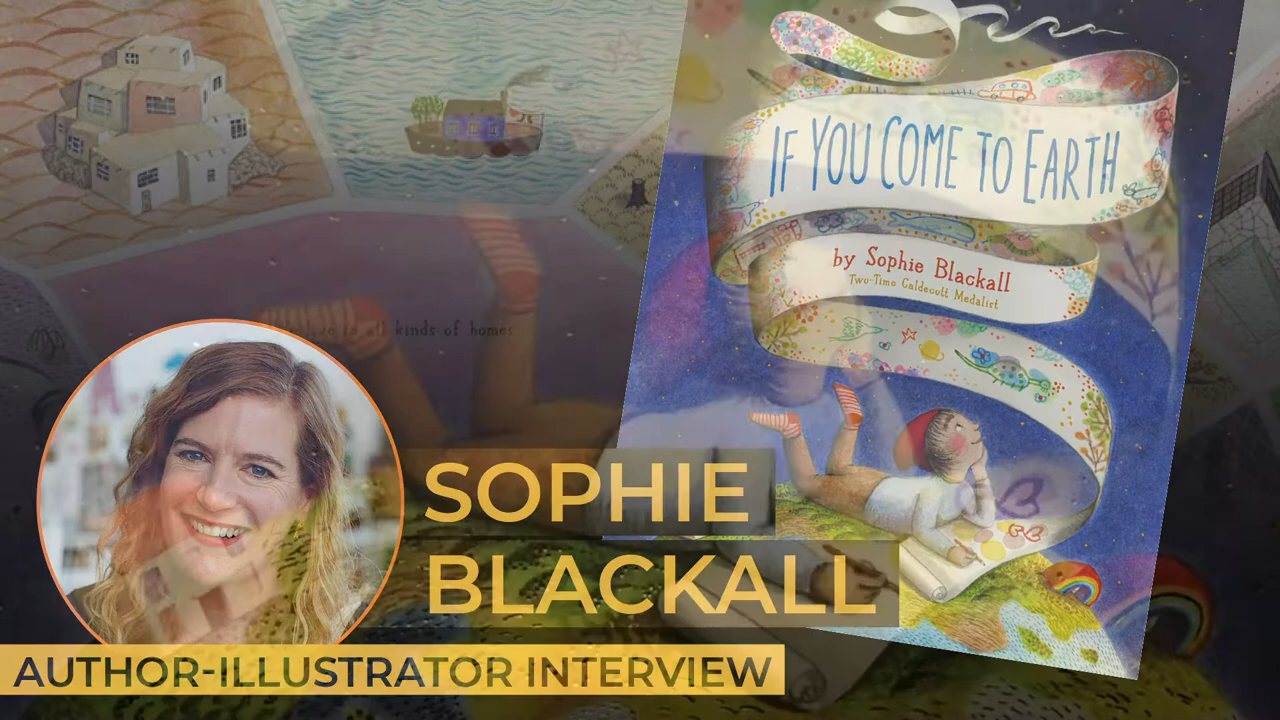 IF YOU COME TO EARTH
by Sophie Blackall
Two-Time Caldecott Medalist
kinds of homes
SOPHIE
BLACKALL
AUTHOR-ILLUSTRATOR INTERVIEW